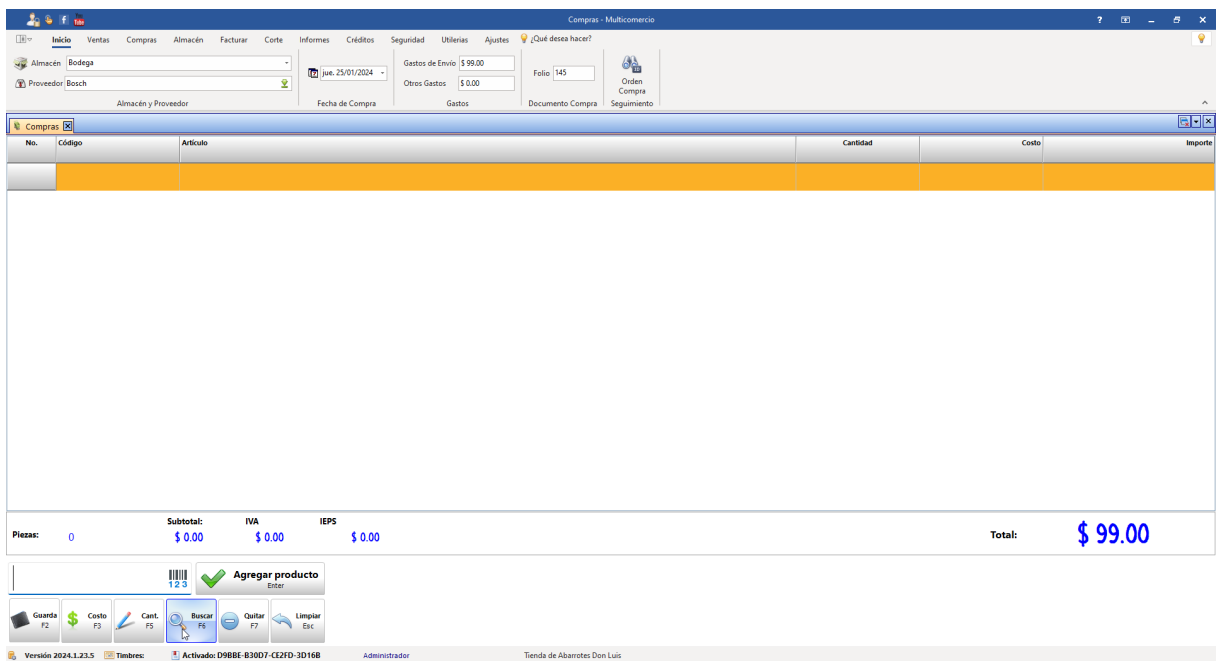 Compras - Multicomercio
Inicio Ventas Compras Almacén Facturar Corte Informes Créditos Seguridad Utilerias Ajustes ¿Qué desea hacer?
Almacén Bodega
Proveedor Bosch
Almacén y Proveedor
jue. 25/01/2024
Fecha de Compra
Gastos de Envío $ 99.00
Otros Gastos $ 0.00
Gastos
Folio 145
Documento Compra
Orden
Compra
Seguimiento
Compras
No. Código Artículo Cantidad Costo Importe
Piezas: 0
Subtotal: IVA IEPS
$ 0.00 $ 0.00 $ 0.00
Total: $ 99.00
123
Agregar producto
Enter
Guarda
F2
Costo
F3
Cant.
F5
Buscar
F6
Quitar
F7
Limpiar
Esc
Versión 2024.1.23.5 Timbres: Activado: D9BBE-B30D7-CE2FD-3D16B Administrador Tienda de Abarrotes Don Luis